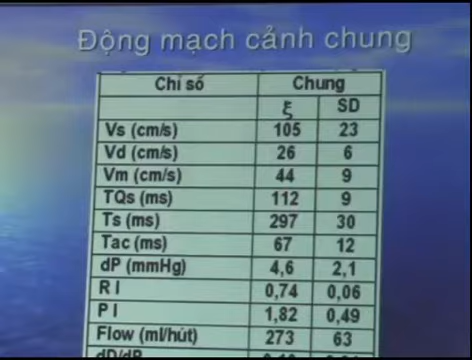 Động mạch cảnh chung
Chỉ số Chung
ξ SD
Vs (cm/s) 105 23
Vd (cm/s) 26 6
Vm (cm/s) 44 9
TQs (ms) 112 9
Ts (ms) 297 30
Tac (ms) 67 12
dP (mmHg) 4,6 2,1
R I 0,74 0,06
P I 1,82 0,49
Flow (ml/hút) 273 63